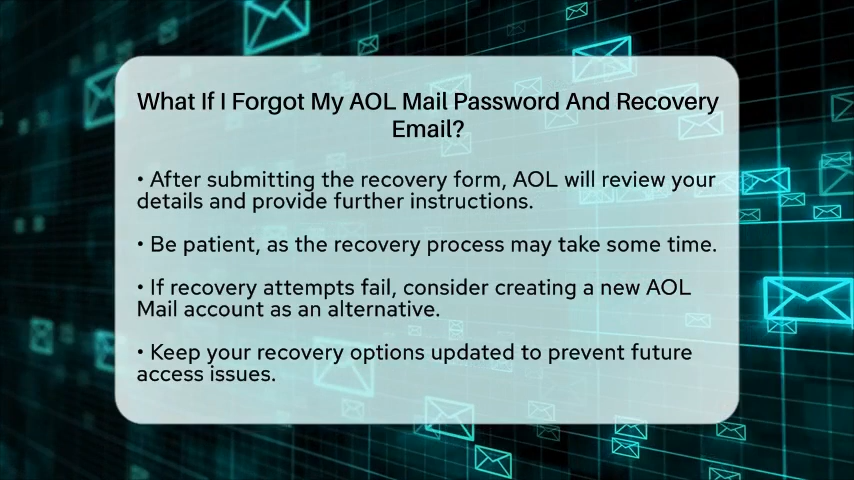 What If I Forgot My AOL Mail Password And Recovery
Email?
• After submitting the recovery form, AOL will review your
details and provide further instructions.
• Be patient, as the recovery process may take some time.
• If recovery attempts fail, consider creating a new AOL
Mail account as an alternative.
• Keep your recovery options updated to prevent future
access issues.